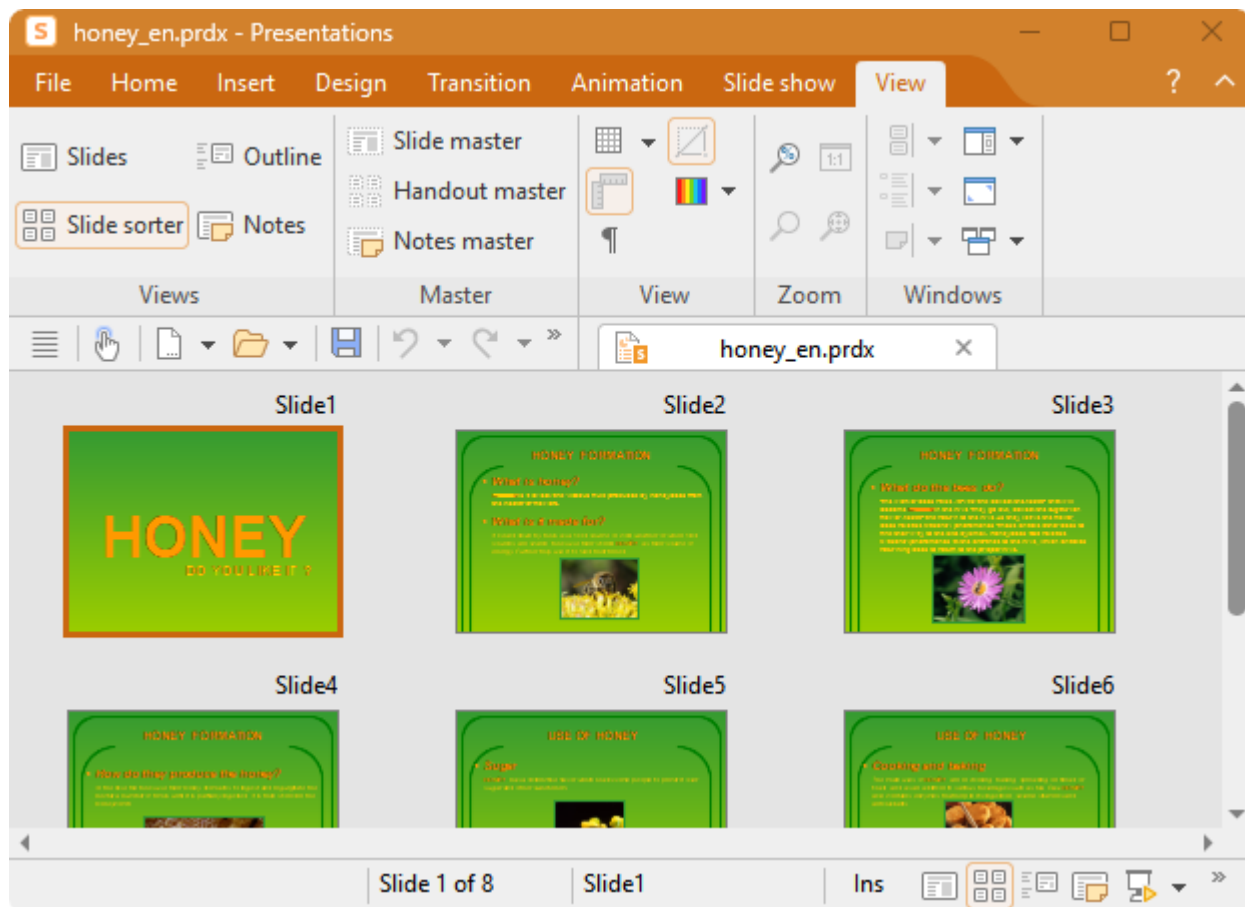 honey_en.prdx - Presentations
File Home Insert Design Transition Animation Slide show View ?
Slides Outline
Slide sorter Notes
Views
Slide master
Handout master
Notes master
Master
¶
View
1:1
Zoom
Windows
honey_en.prdx
Slide1 Slide2 Slide3
HONEY
DO YOU LIKE IT ?
HONEY FORMATION
What is honey?
What is it made for?
HONEY FORMATION
What do the bees do?
Slide4 Slide5 Slide6
HONEY FORMATION
How do they produce the honey?
USE OF HONEY
Sugar
USE OF HONEY
Cooking and baking
Slide 1 of 8 Slide1 Ins